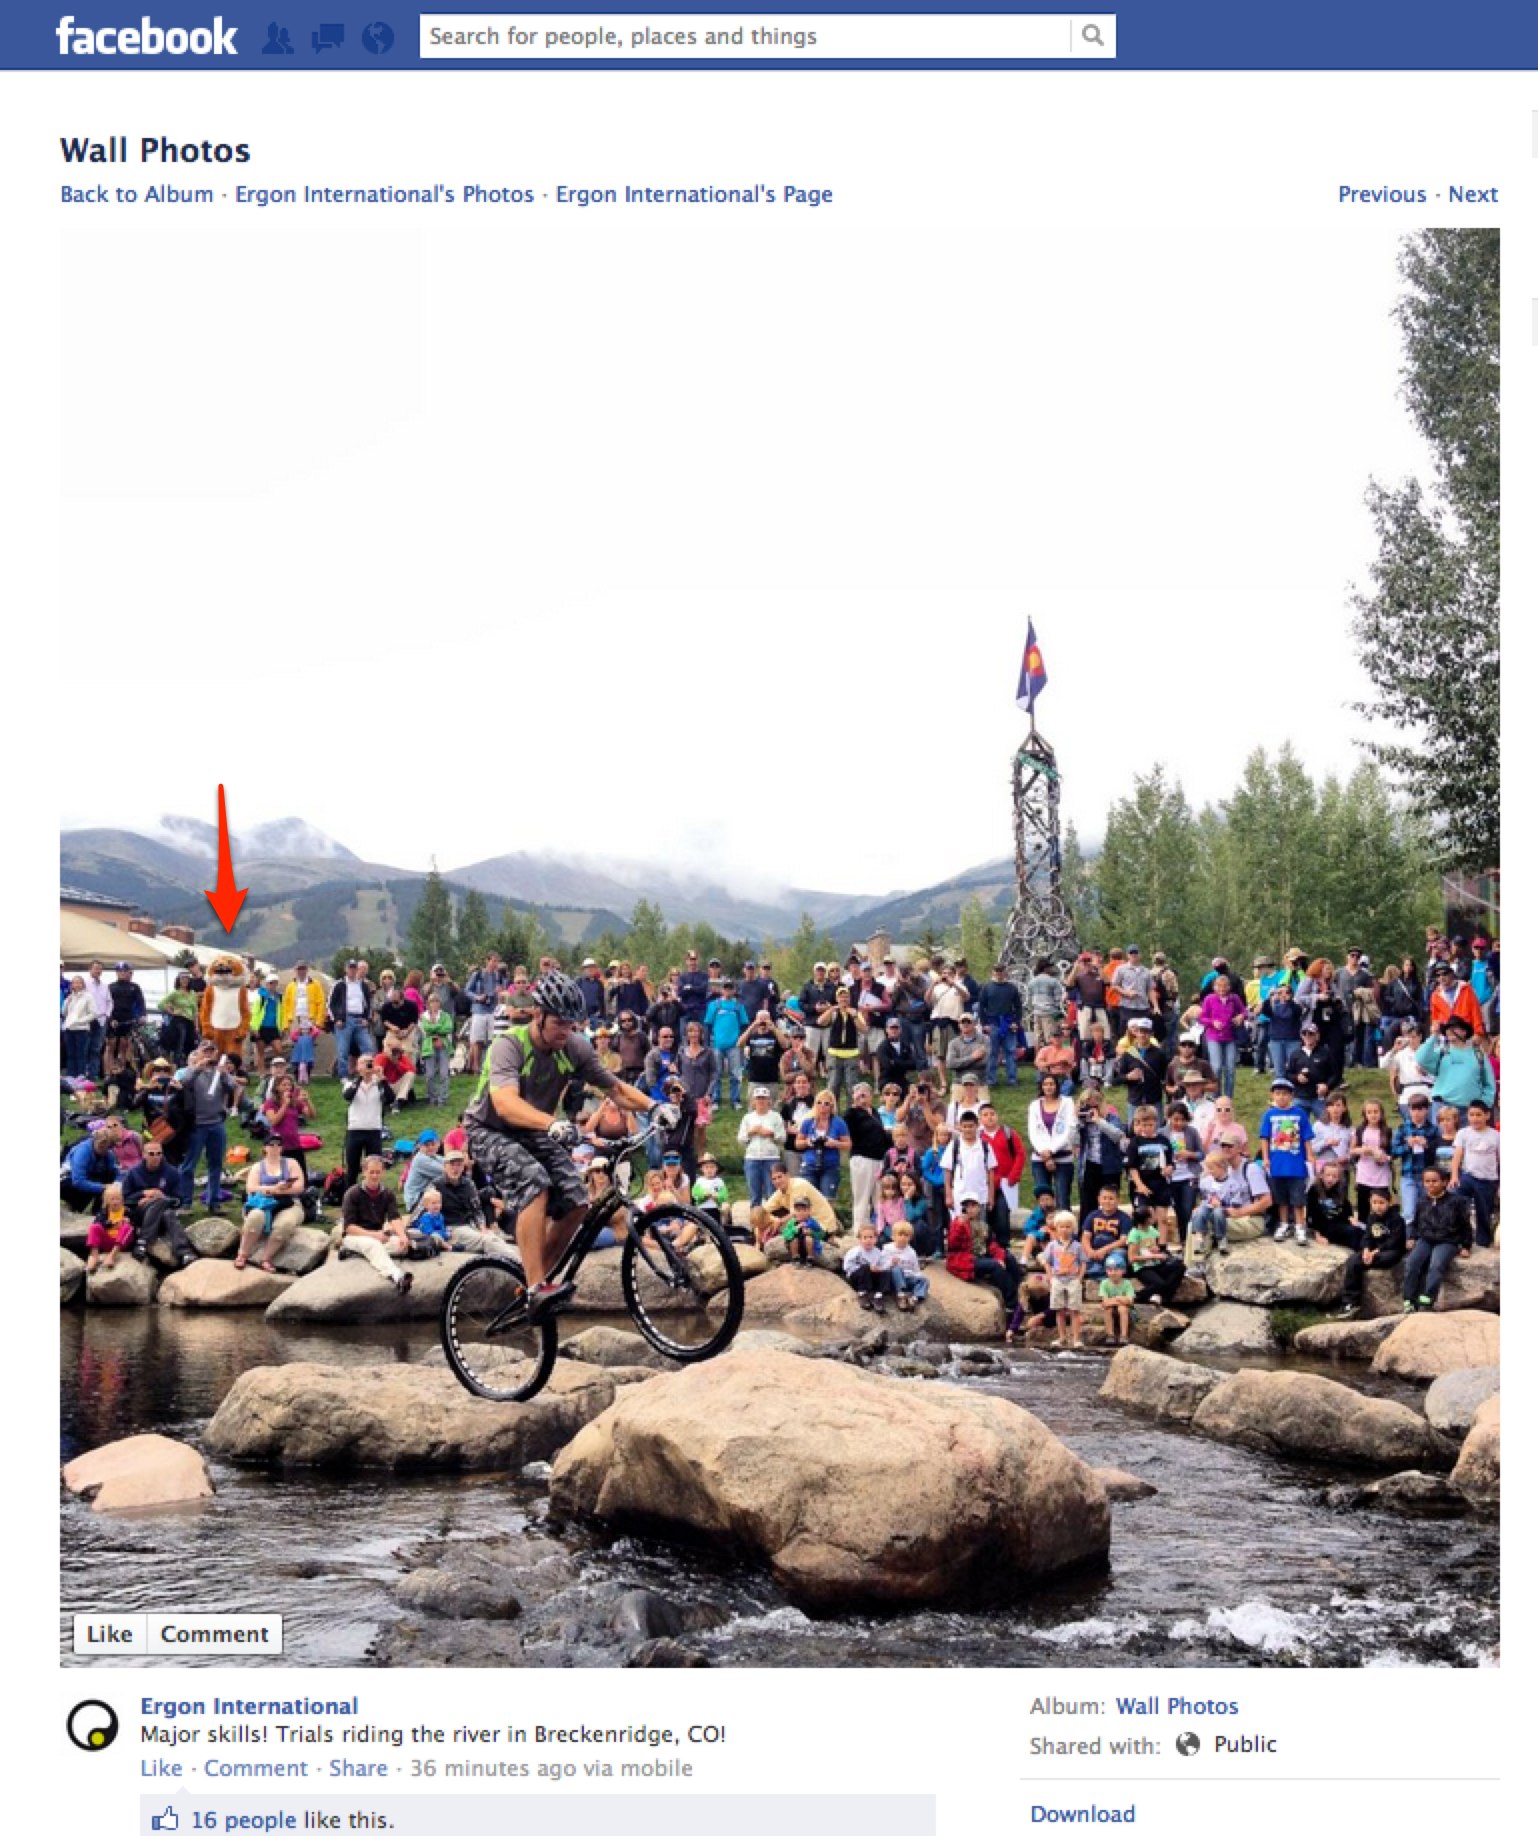 facebook
Search for people, places and things
Wall Photos
Back to Album · Ergon International's Photos · Ergon International's Page
Previous · Next
Like Comment
Ergon International
Major skills! Trials riding the river in Breckenridge, CO!
Like · Comment · Share · 36 minutes ago via mobile
16 people like this.
Album: Wall Photos
Shared with: Public
Download